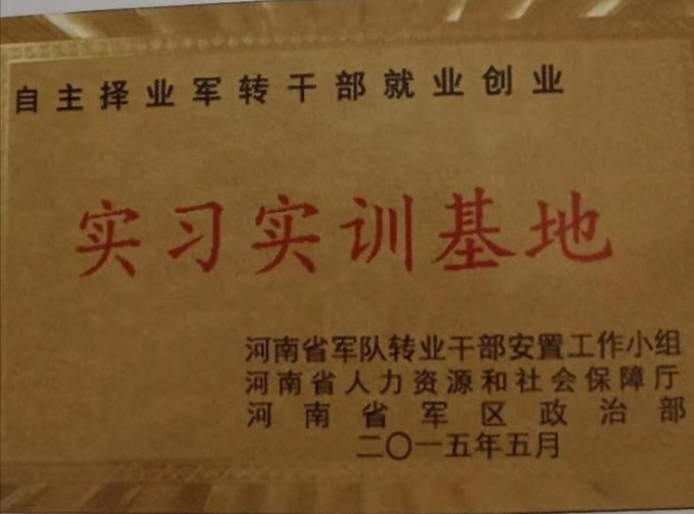 自主择业军转干部就业创业
实习实训基地
河南省军队转业干部安置工作小组
河南省人力资源和社会保障厅
河南省军区政治部
二〇一五年五月